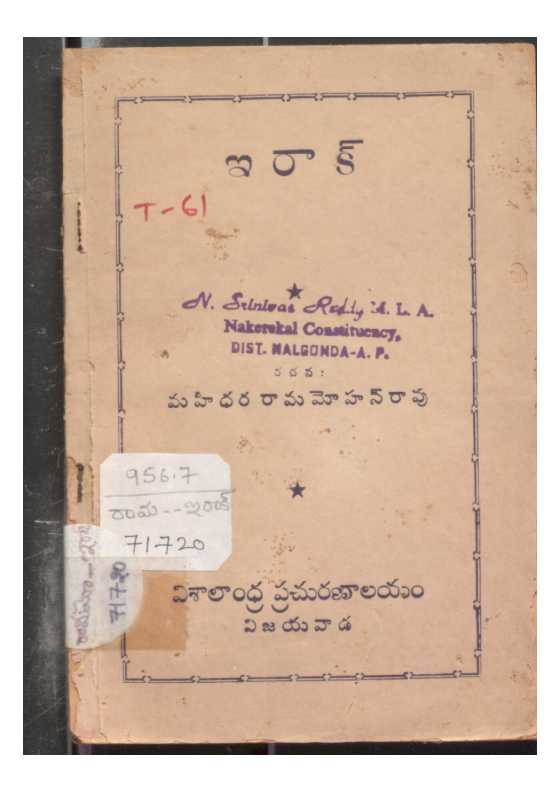 ఇరాక్
T-61
N. Srinivas Reddy M. L. A.
Nakerekal Constituency,
DIST. NALGONDA-A. P.
రచన:
మహీధర రామమోహన్‌రావు
956.7
రామ--ఇరాక్
71720
71720
విశాలాంధ్ర ప్రచురణాలయం
విజయవాడ